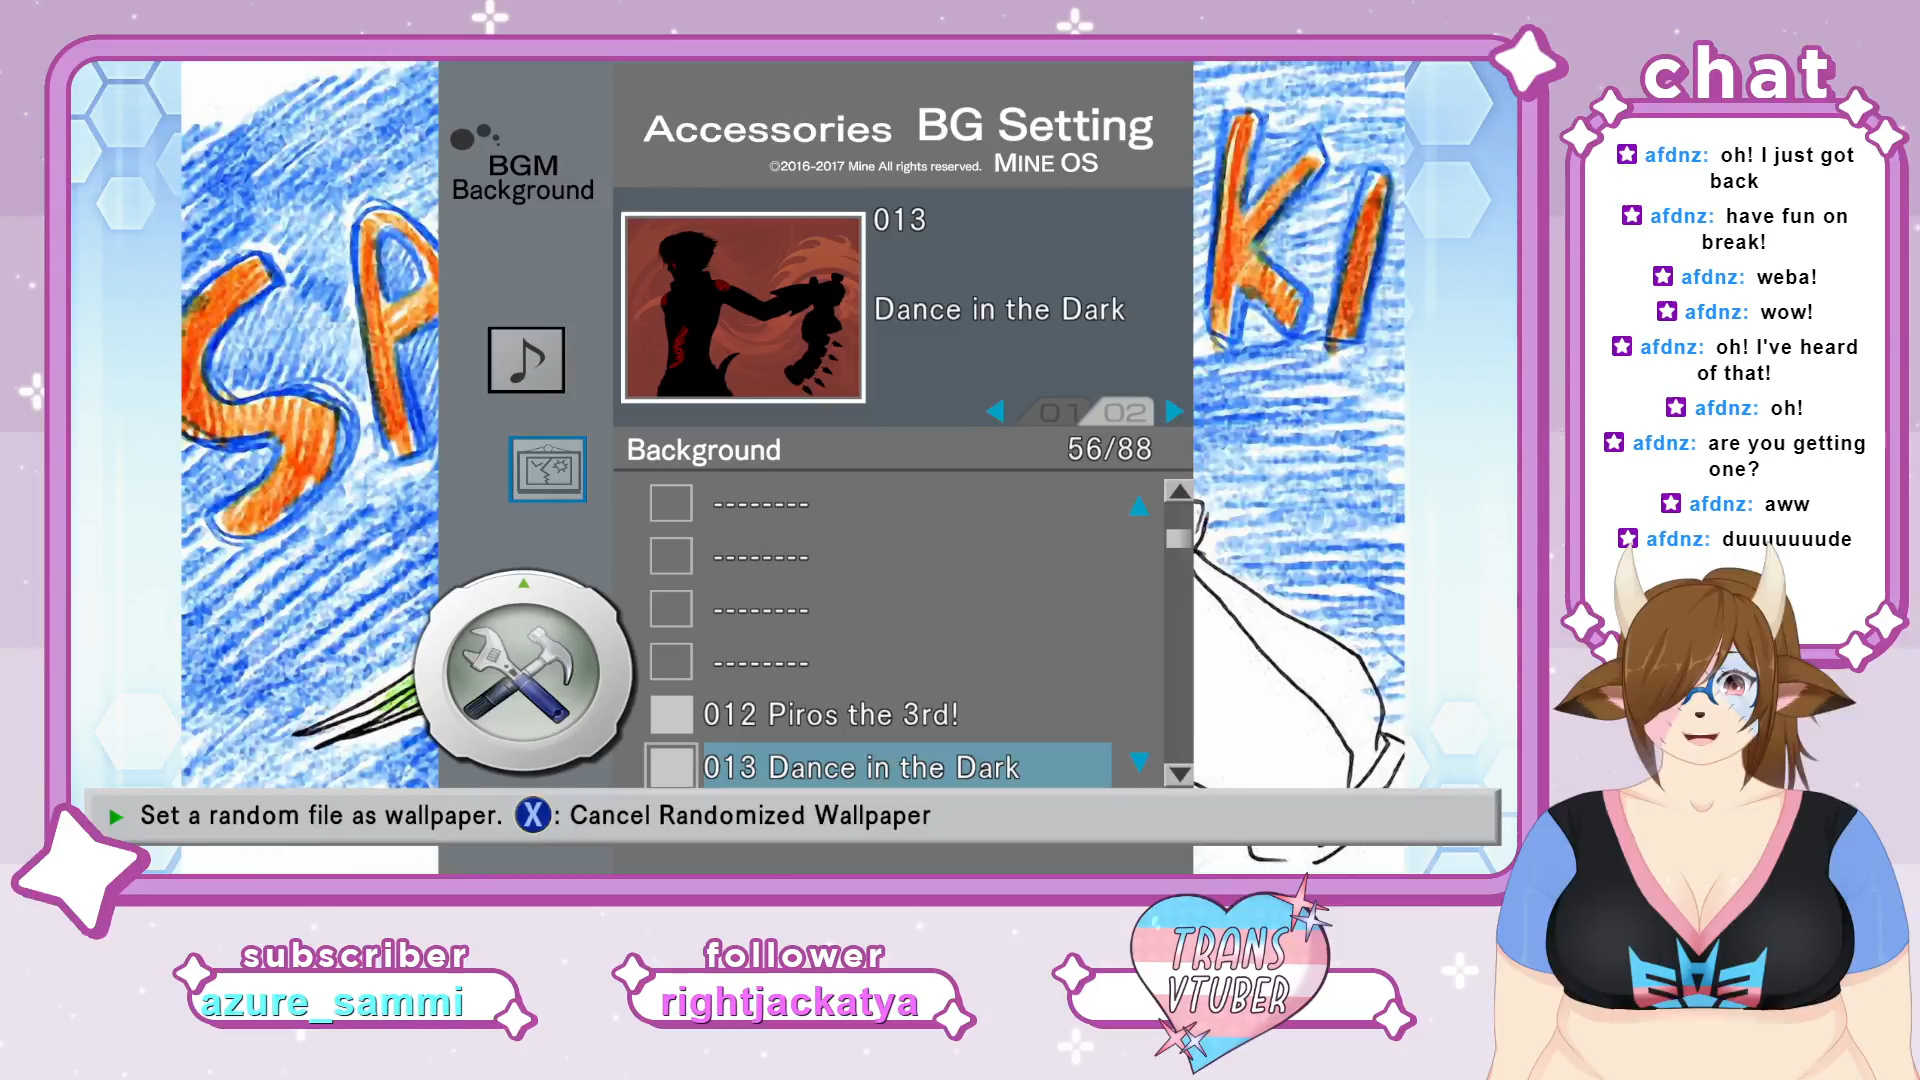 chat
SA
KI
BGM
Background
Accessories BG Setting
©2016-2017 Mine All rights reserved. MINE OS
013
Dance in the Dark
01 02
Background 56/88
--------
--------
--------
--------
012 Piros the 3rd!
013 Dance in the Dark
Set a random file as wallpaper. X : Cancel Randomized Wallpaper
afdnz: oh! I just got
back
afdnz: have fun on
break!
afdnz: weba!
afdnz: wow!
afdnz: oh! I've heard
of that!
afdnz: oh!
afdnz: are you getting
one?
afdnz: aww
afdnz: duuuuuude
subscriber
azure_sammi
follower
rightjackatya
TRANS
VTUBER